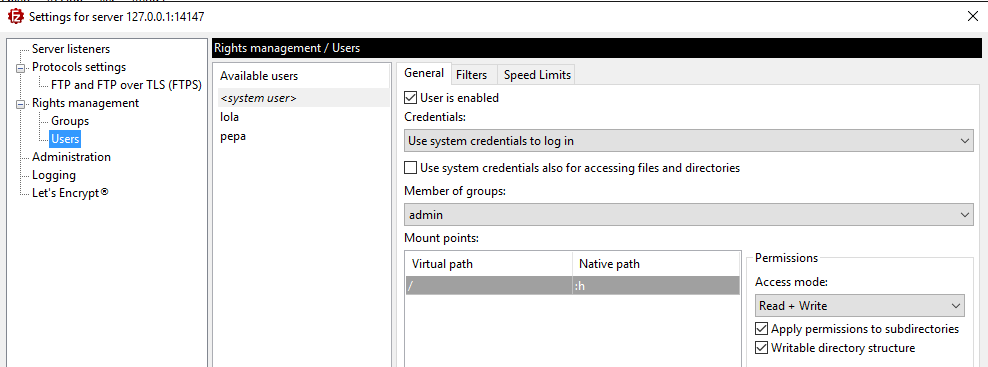 Settings for server 127.0.0.1:14147
Server listeners
Protocols settings
FTP and FTP over TLS (FTPS)
Rights management
Groups
Users
Administration
Logging
Let's Encrypt®
Rights management / Users
Available users
<system user>
lola
pepa
General Filters Speed Limits
User is enabled
Credentials:
Use system credentials to log in
Use system credentials also for accessing files and directories
Member of groups:
admin
Mount points:
Virtual path Native path
/ :h
Permissions
Access mode:
Read + Write
Apply permissions to subdirectories
Writable directory structure